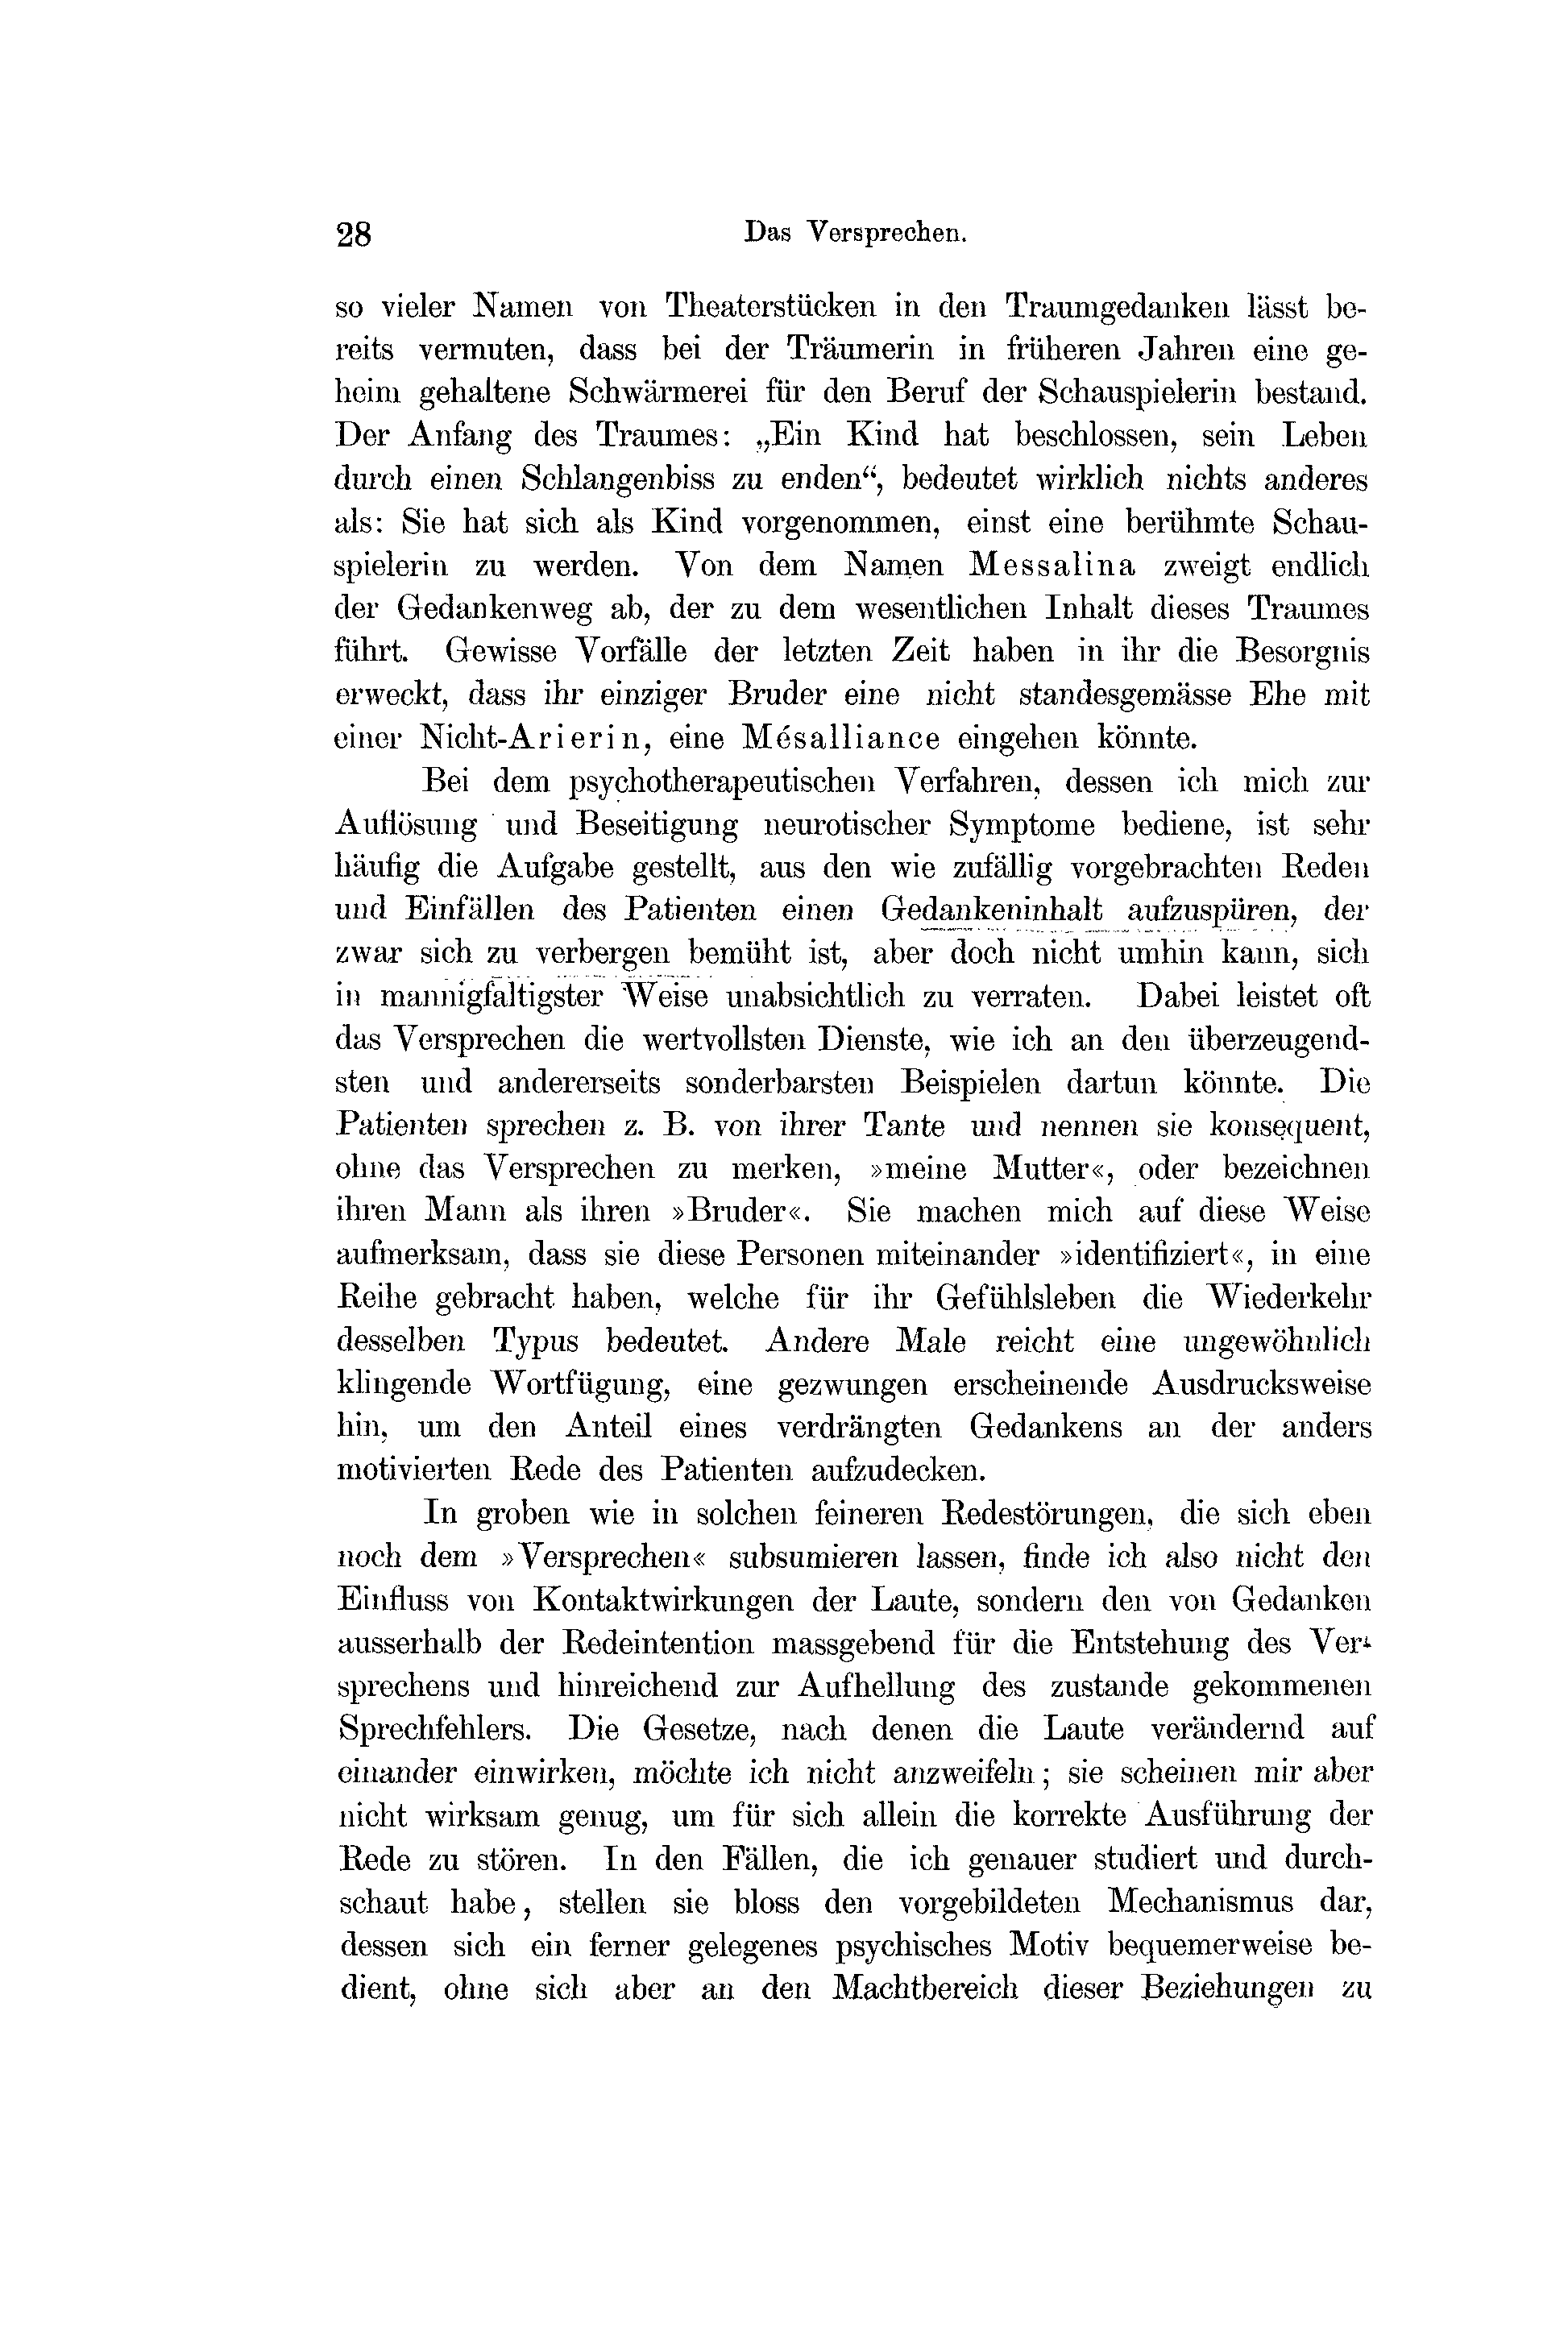 28 Das Versprechen.
so vieler Namen von Theaterstücken in den Traumgedanken lässt be-
reits vermuten, dass bei der Träumerin in früheren Jahren eine ge-
heim gehaltene Schwärmerei für den Beruf der Schauspielerin bestand.
Der Anfang des Traumes: „Ein Kind hat beschlossen, sein Leben
durch einen Schlangenbiss zu enden“, bedeutet wirklich nichts anderes
als: Sie hat sich als Kind vorgenommen, einst eine berühmte Schau-
spielerin zu werden. Von dem Namen Messalina zweigt endlich
der Gedankenweg ab, der zu dem wesentlichen Inhalt dieses Traumes
führt. Gewisse Vorfälle der letzten Zeit haben in ihr die Besorgnis
erweckt, dass ihr einziger Bruder eine nicht standesgemässe Ehe mit
einer Nicht-Arierin, eine Mésalliance eingehen könnte.
Bei dem psychotherapeutischen Verfahren, dessen ich mich zur
Auflösung und Beseitigung neurotischer Symptome bediene, ist sehr
häufig die Aufgabe gestellt, aus den wie zufällig vorgebrachten Reden
und Einfällen des Patienten einen Gedankeninhalt aufzuspüren, der
zwar sich zu verbergen bemüht ist, aber doch nicht umhin kann, sich
in mannigfaltigster Weise unabsichtlich zu verraten. Dabei leistet oft
das Versprechen die wertvollsten Dienste, wie ich an den überzeugend-
sten und andererseits sonderbarsten Beispielen dartun könnte. Die
Patienten sprechen z. B. von ihrer Tante und nennen sie konsequent,
ohne das Versprechen zu merken, »meine Mutter«, oder bezeichnen
ihren Mann als ihren »Bruder«. Sie machen mich auf diese Weise
aufmerksam, dass sie diese Personen miteinander »identifiziert«, in eine
Reihe gebracht haben, welche für ihr Gefühlsleben die Wiederkehr
desselben Typus bedeutet. Andere Male reicht eine ungewöhnlich
klingende Wortfügung, eine gezwungen erscheinende Ausdrucksweise
hin, um den Anteil eines verdrängten Gedankens an der anders
motivierten Rede des Patienten aufzudecken.
In groben wie in solchen feineren Redestörungen, die sich eben
noch dem »Versprechen« subsumieren lassen, finde ich also nicht den
Einfluss von Kontaktwirkungen der Laute, sondern den von Gedanken
ausserhalb der Redeintention massgebend für die Entstehung des Ver-
sprechens und hinreichend zur Aufhellung des zustande gekommenen
Sprechfehlers. Die Gesetze, nach denen die Laute verändernd auf
einander einwirken, möchte ich nicht anzweifeln; sie scheinen mir aber
nicht wirksam genug, um für sich allein die korrekte Ausführung der
Rede zu stören. In den Fällen, die ich genauer studiert und durch-
schaut habe, stellen sie bloss den vorgebildeten Mechanismus dar,
dessen sich ein ferner gelegenes psychisches Motiv bequemerweise be-
dient, ohne sich aber an den Machtbereich dieser Beziehungen zu